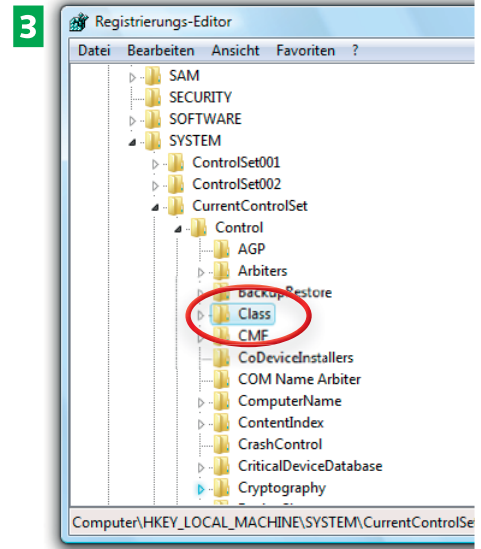 3
Registrierungs-Editor
Datei Bearbeiten Ansicht Favoriten ?
SAM
SECURITY
SOFTWARE
SYSTEM
ControlSet001
ControlSet002
CurrentControlSet
Control
AGP
Arbiters
BackupRestore
Class
CMF
CoDeviceInstallers
COM Name Arbiter
ComputerName
ContentIndex
CrashControl
CriticalDeviceDatabase
Cryptography
Computer\HKEY_LOCAL_MACHINE\SYSTEM\CurrentControlSe